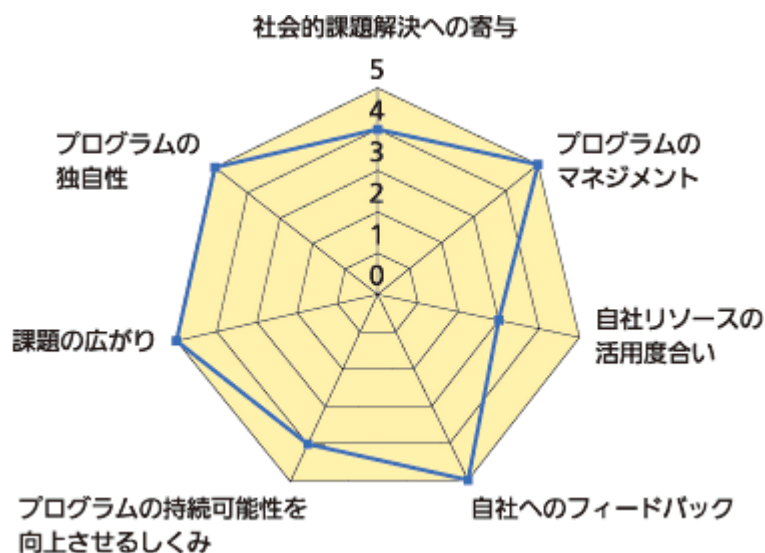 社会的課題解決への寄与
5
4
3
2
1
0
プログラムの
マネジメント
自社リソースの
活用度合い
自社へのフィードバック
プログラムの持続可能性を
向上させるしくみ
課題の広がり
プログラムの
独自性